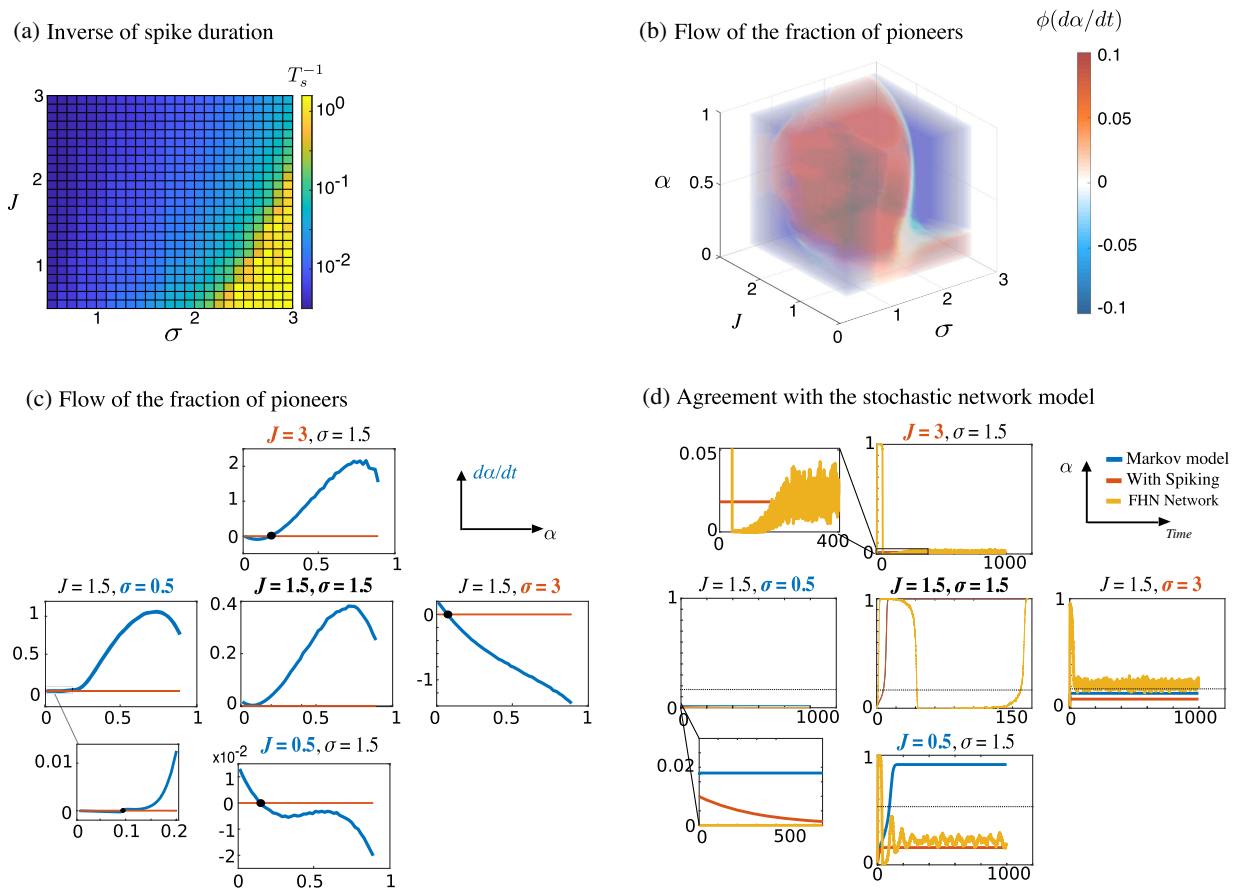 (a) Inverse of spike duration
T_s^{-1}
3
2
1
J
1
2
3
σ
10^0
10^{-1}
10^{-2}
(b) Flow of the fraction of pioneers
ϕ(dα/dt)
0.1
0.05
0
-0.05
-0.1
1
0.5
0
α
2
1
0
J
1
2
3
σ
(c) Flow of the fraction of pioneers
J = 3, σ = 1.5
2
1
0
0
0.5
1
dα/dt
α
J = 1.5, σ = 0.5
1
0.5
0
0
0.5
1
J = 1.5, σ = 1.5
0.4
0.2
0
0
0.5
1
J = 1.5, σ = 3
0
-1
0
0.5
1
0.01
0
0
0.1
0.2
J = 0.5, σ = 1.5
x10^{-2}
1
0
-1
-2
0
0.5
1
(d) Agreement with the stochastic network model
0.05
0
0
400
J = 3, σ = 1.5
1
0
0
1000
α
Time
Markov model
With Spiking
FHN Network
J = 1.5, σ = 0.5
1
0
0
1000
J = 1.5, σ = 1.5
1
0
0
150
J = 1.5, σ = 3
1
0
0
1000
0.02
0
0
500
J = 0.5, σ = 1.5
1
0
0
1000